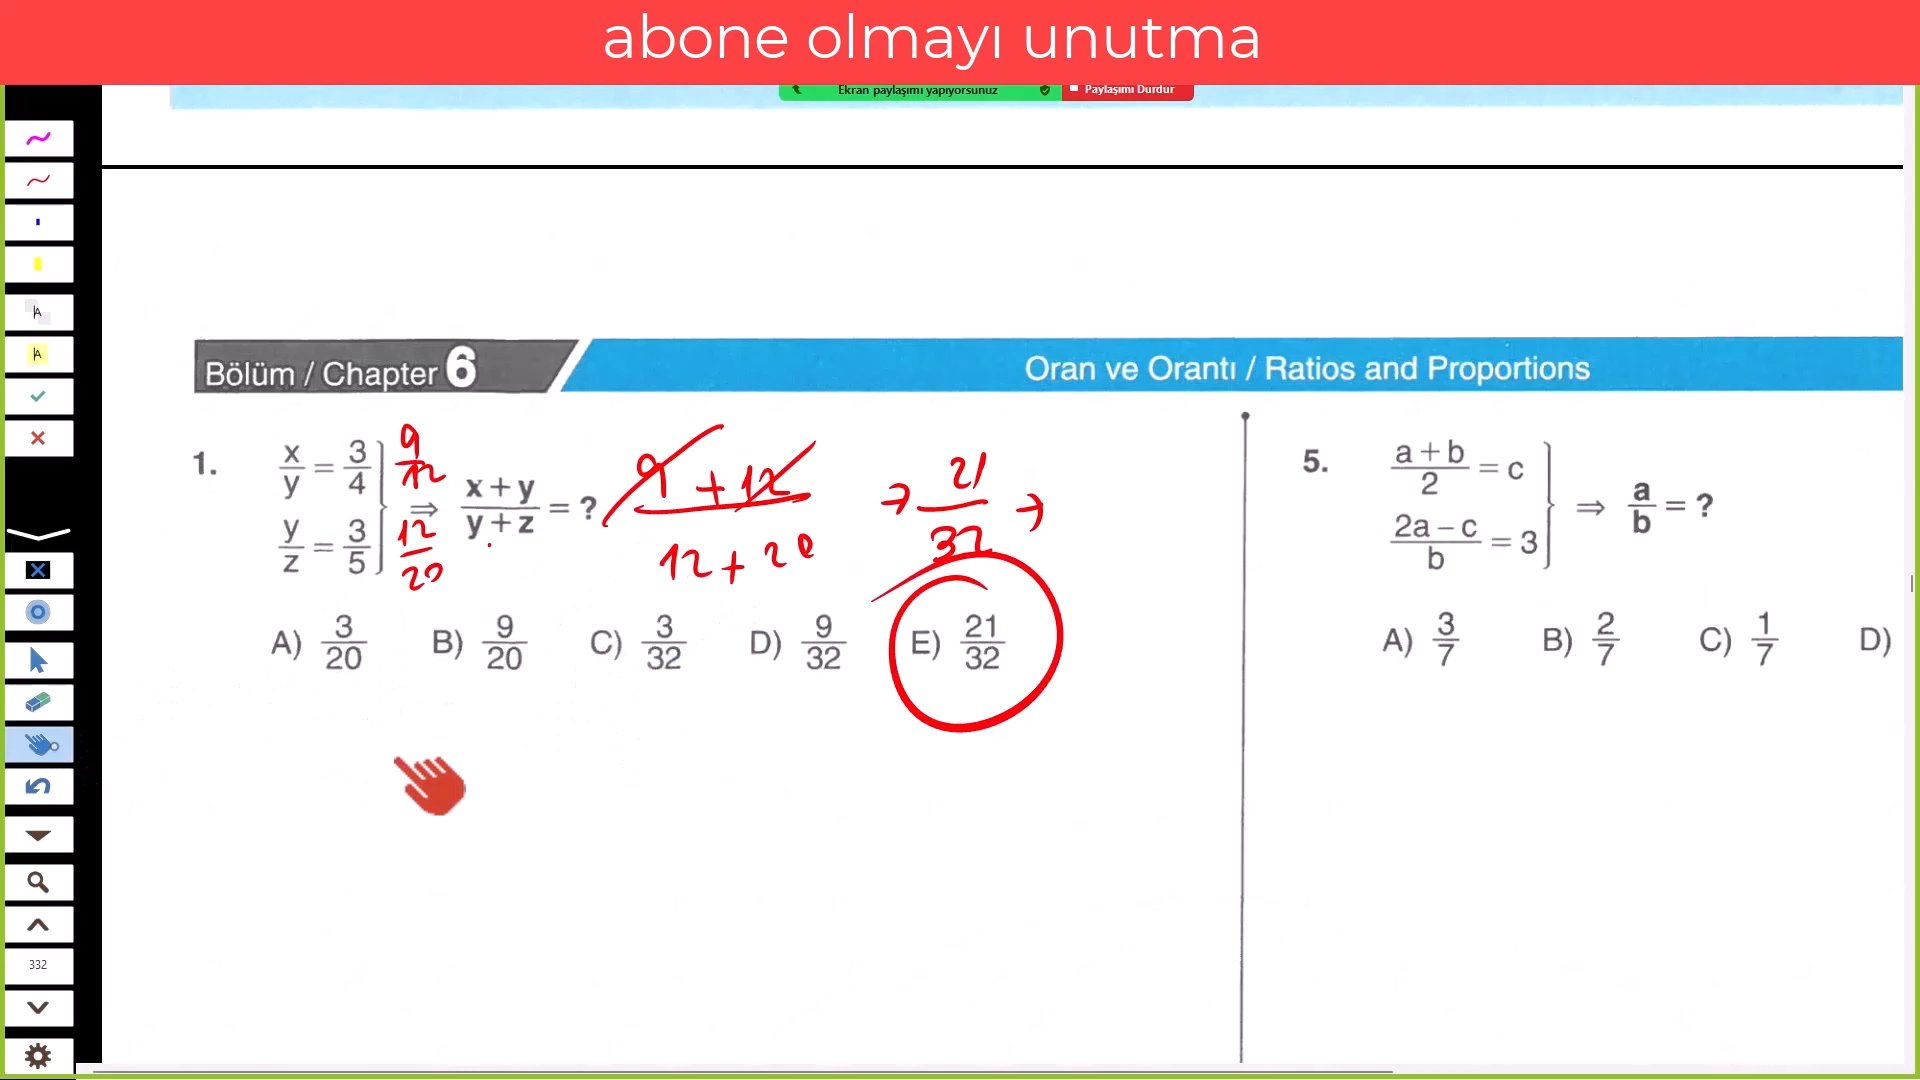 abone olmayı unutma
Ekran paylaşımı yapıyorsunuz
Paylaşımı Durdur
A
A
332
Bölüm / Chapter 6
Oran ve Orantı / Ratios and Proportions
1.
x/y = 3/4
y/z = 3/5
⇒ x+y/y+z = ?
9/12
12/20
9 + 12
12 + 20
→ 21/32 →
A) 3/20 B) 9/20 C) 3/32 D) 9/32 E) 21/32
5.
a+b/2 = c
2a–c/b = 3
⇒ a/b = ?
A) 3/7 B) 2/7 C) 1/7 D)